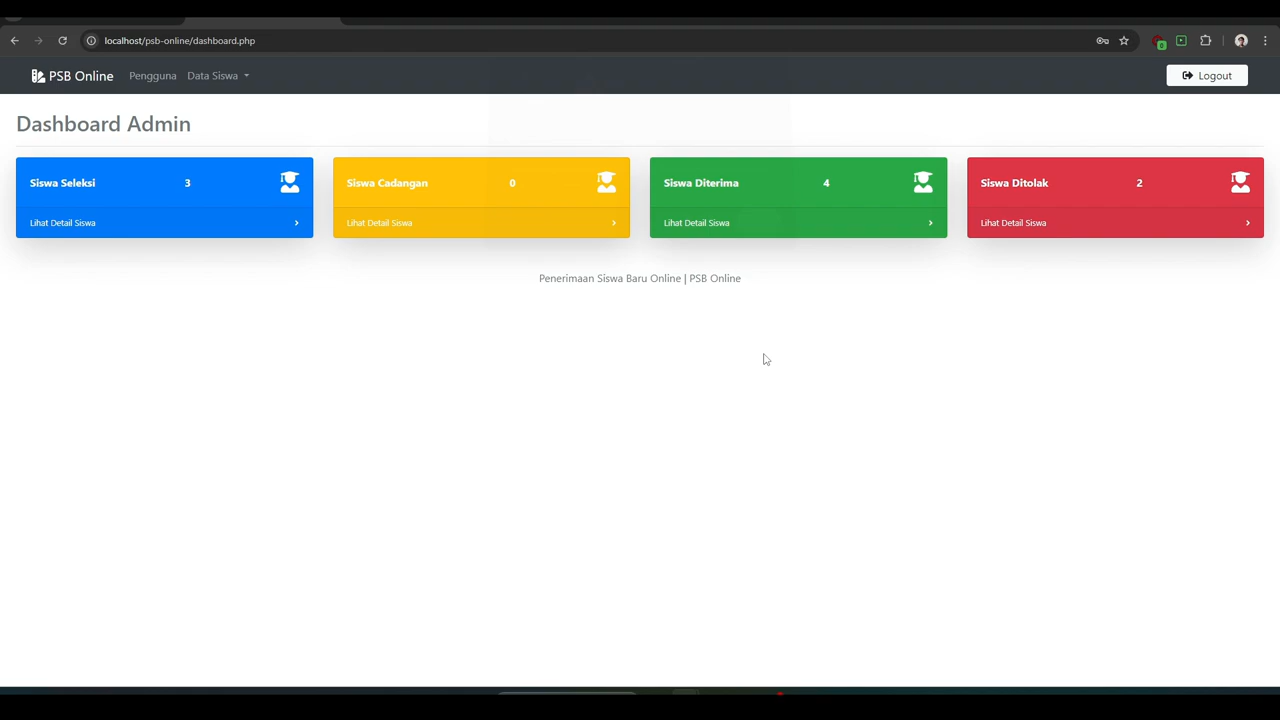 localhost/psb-online/dashboard.php
0
PSB Online Pengguna Data Siswa Logout
Dashboard Admin
Siswa Seleksi 3
Lihat Detail Siswa
Siswa Cadangan 0
Lihat Detail Siswa
Siswa Diterima 4
Lihat Detail Siswa
Siswa Ditolak 2
Lihat Detail Siswa
Penerimaan Siswa Baru Online | PSB Online